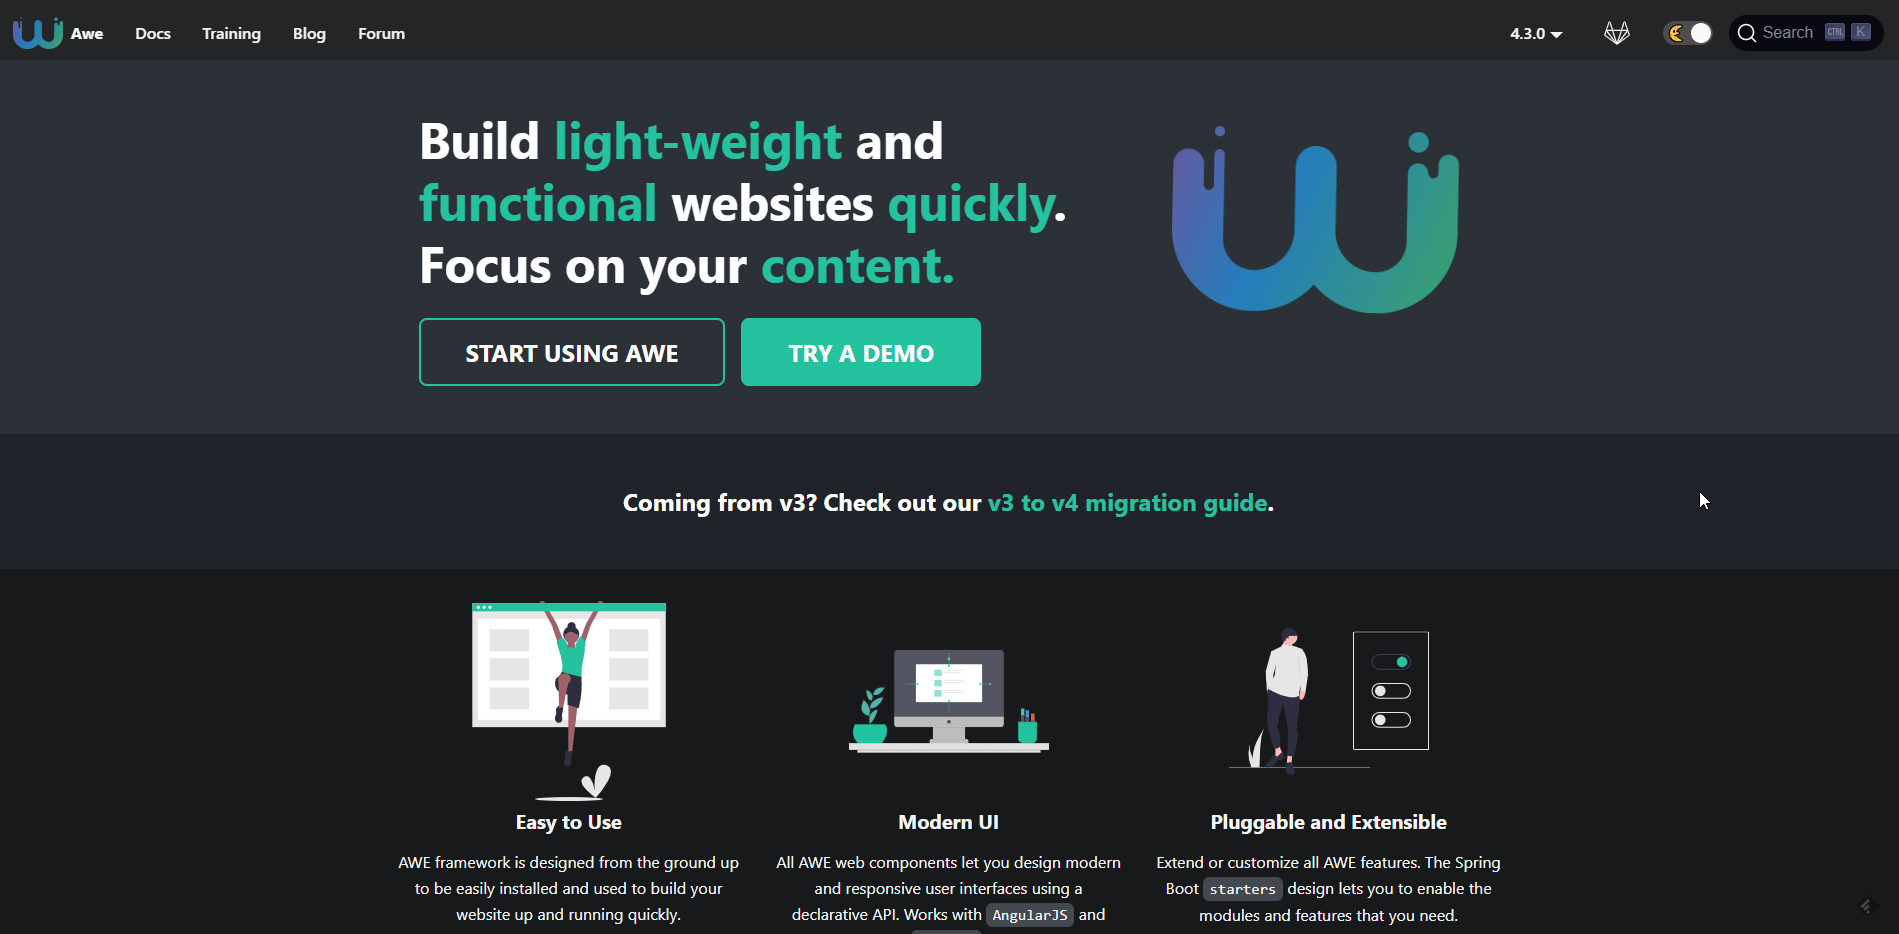 Awe Docs Training Blog Forum 4.3.0 Search CTRL K
Build light-weight and
functional websites quickly.
Focus on your content.
START USING AWE TRY A DEMO
Coming from v3? Check out our v3 to v4 migration guide.
Easy to Use
AWE framework is designed from the ground up
to be easily installed and used to build your
website up and running quickly.
Modern UI
All AWE web components let you design modern
and responsive user interfaces using a
declarative API. Works with AngularJS and
Pluggable and Extensible
Extend or customize all AWE features. The Spring
Boot starters design lets you to enable the
modules and features that you need.